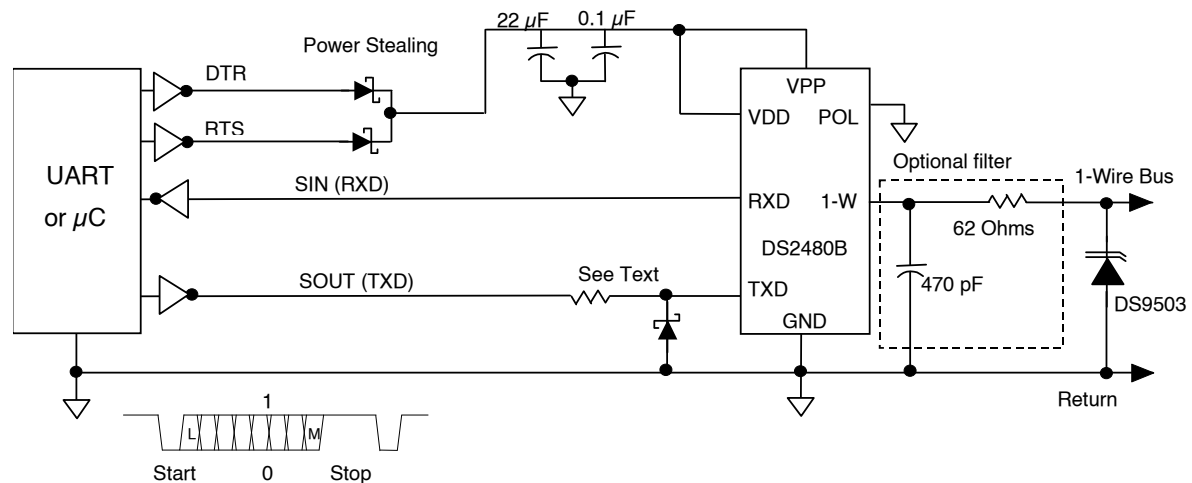 22 µF
0.1 µF
Power Stealing
DTR
RTS
VPP
VDD
POL
UART
or µC
SIN (RXD)
RXD
1-W
Optional filter
1-Wire Bus
62 Ohms
DS2480B
SOUT (TXD)
See Text
TXD
470 pF
DS9503
GND
Return
1
L
M
Start
0
Stop